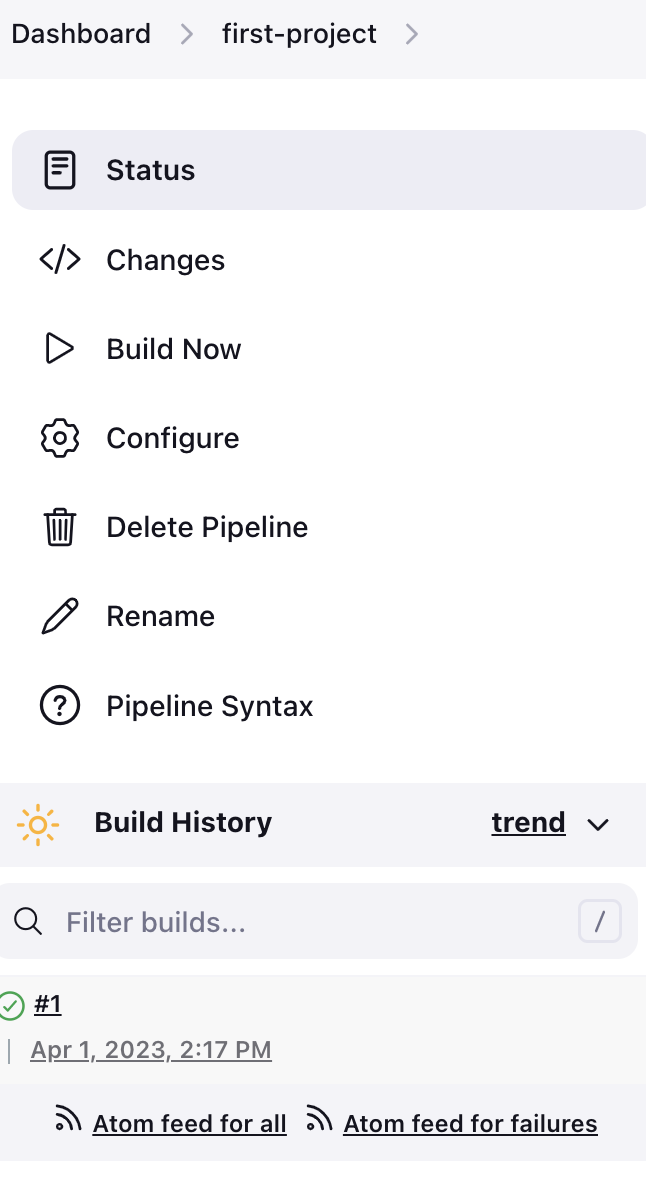 Dashboard > first-project >
Status
</> Changes
Build Now
Configure
Delete Pipeline
Rename
? Pipeline Syntax
Build History trend
Filter builds... /
#1
Apr 1, 2023, 2:17 PM
Atom feed for all Atom feed for failures